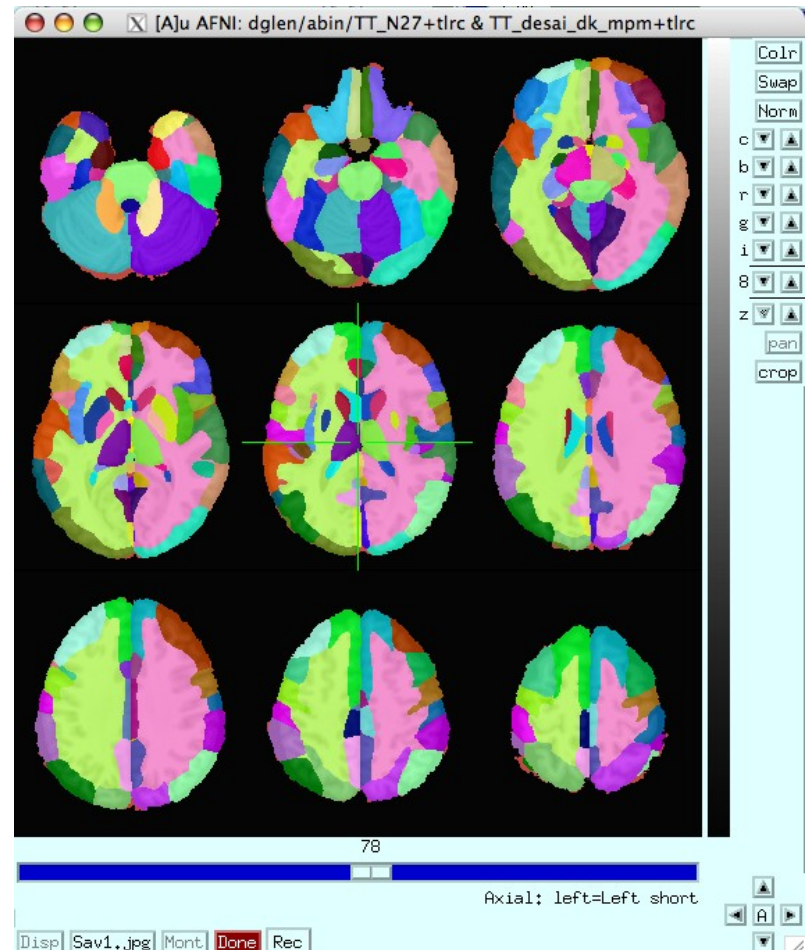 [A]u AFNI: dglen/abin/TT_N27+tlrc & TT_desai_dk_mpm+tlrc
Colr
Swap
Norm
c
b
r
g
i
8
z
pan
crop
78
Axial: left=Left short
A
Disp Sav1.jpg Mont Done Rec